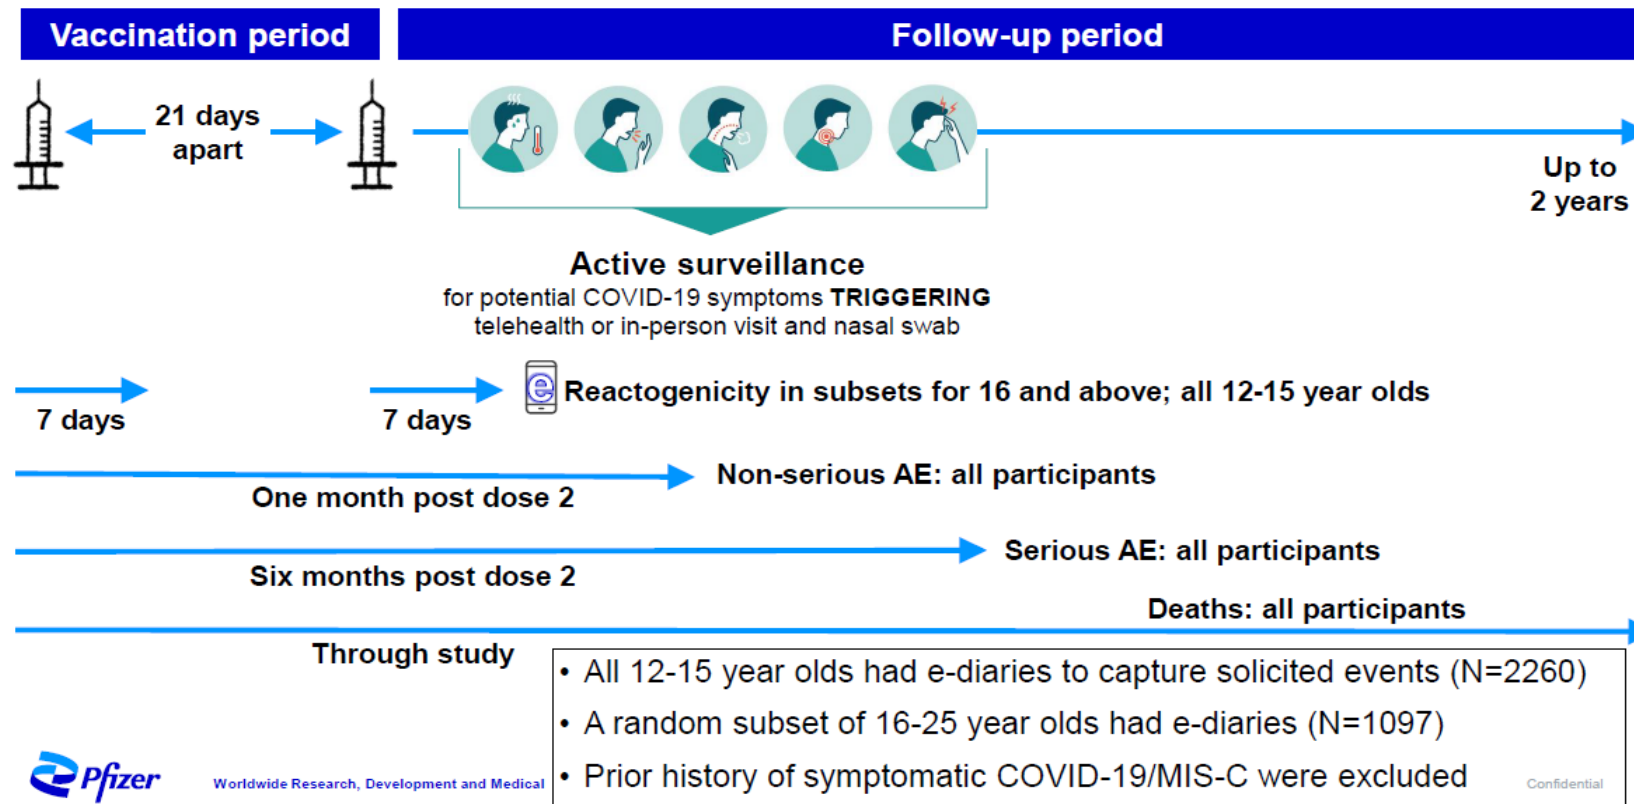 Vaccination period
Follow-up period
21 days
apart
Up to
2 years
Active surveillance
for potential COVID-19 symptoms TRIGGERING
telehealth or in-person visit and nasal swab
e
Reactogenicity in subsets for 16 and above; all 12-15 year olds
7 days
7 days
Non-serious AE: all participants
One month post dose 2
Serious AE: all participants
Six months post dose 2
Deaths: all participants
Through study
• All 12-15 year olds had e-diaries to capture solicited events (N=2260)
• A random subset of 16-25 year olds had e-diaries (N=1097)
• Prior history of symptomatic COVID-19/MIS-C were excluded
Pfizer
Worldwide Research, Development and Medical
Confidential